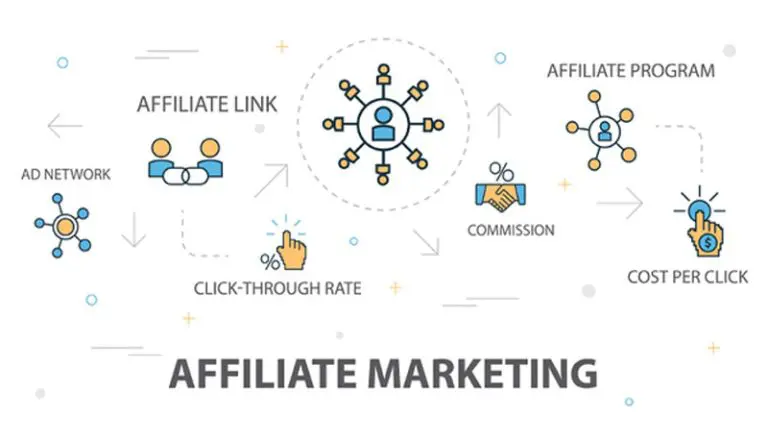 AFFILIATE PROGRAM
AFFILIATE LINK
AD NETWORK
%
COMMISSION
%
CLICK-THROUGH RATE
$
COST PER CLICK
AFFILIATE MARKETING